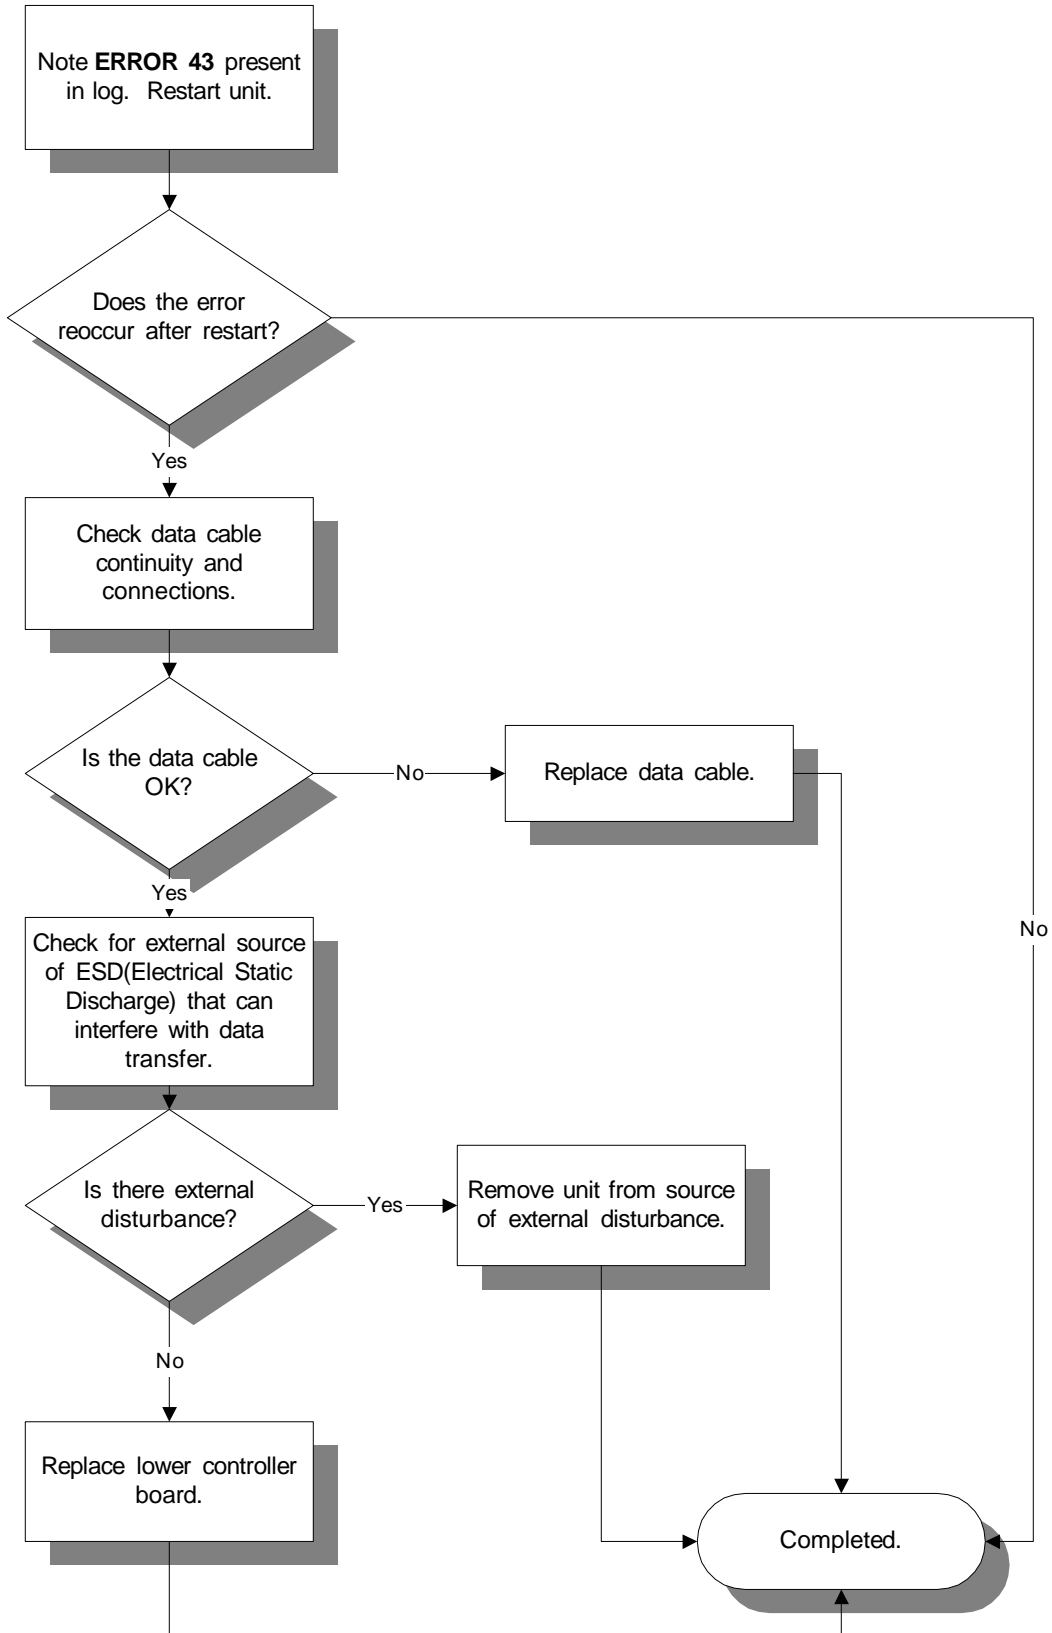 Note ERROR 43 present
in log. Restart unit.
Does the error
reoccur after restart?
Yes
Check data cable
continuity and
connections.
Is the data cable
OK?
No
Replace data cable.
Yes
Check for external source
of ESD(Electrical Static
Discharge) that can
interfere with data
transfer.
No
Is there external
disturbance?
Yes
Remove unit from source
of external disturbance.
No
Replace lower controller
board.
Completed.